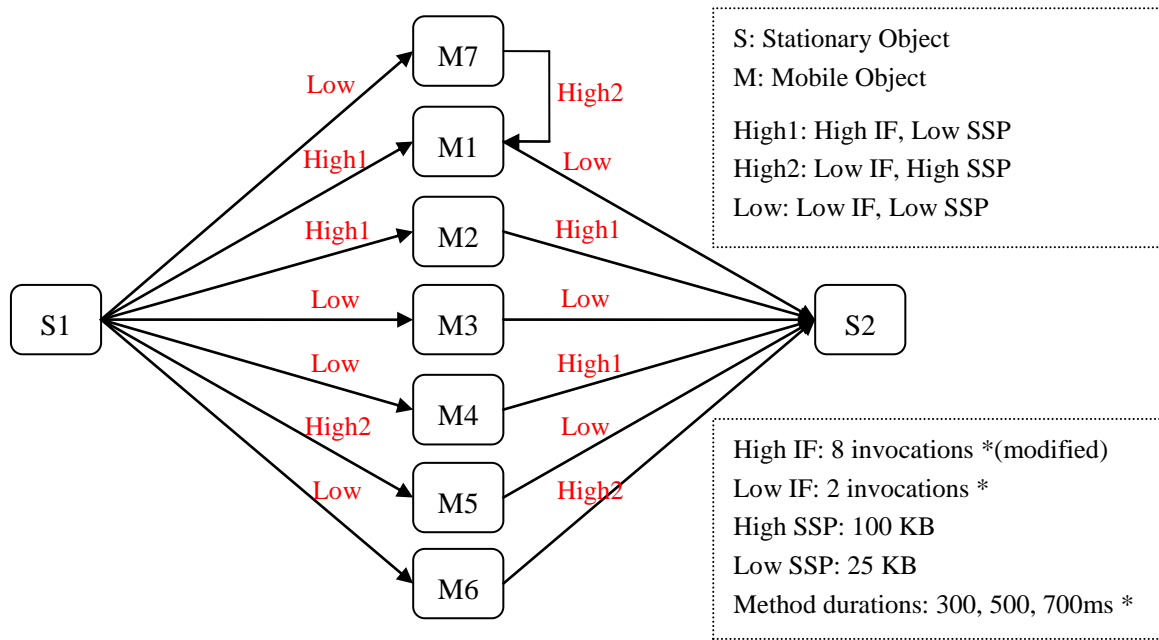 M7
Low
High2
M1
High1
Low
M2
High1
High1
S1
Low
M3
Low
S2
Low
M4
High1
High2
M5
Low
Low
M6
High2
S: Stationary Object
M: Mobile Object
High1: High IF, Low SSP
High2: Low IF, High SSP
Low: Low IF, Low SSP
High IF: 8 invocations *(modified)
Low IF: 2 invocations *
High SSP: 100 KB
Low SSP: 25 KB
Method durations: 300, 500, 700ms *